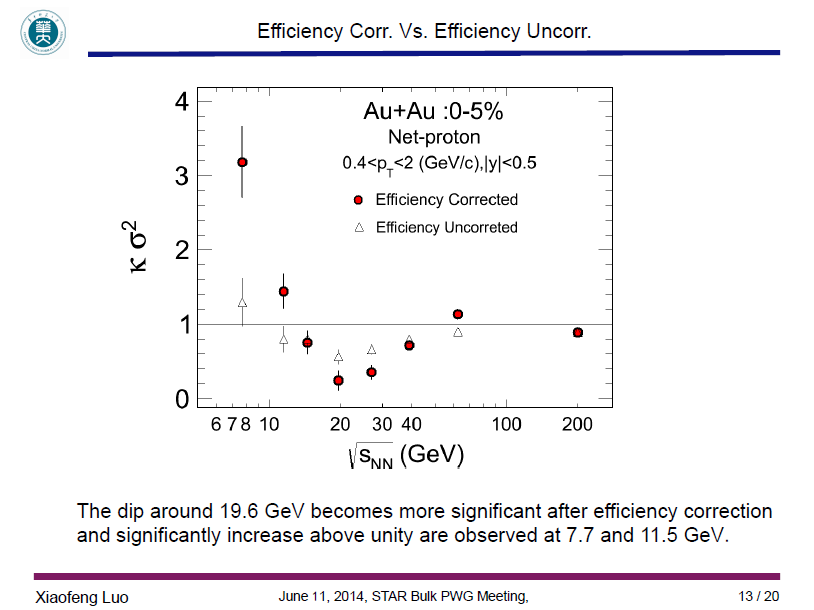 Efficiency Corr. Vs. Efficiency Uncorr.
4
3
2
1
0
κ σ²
Au+Au :0-5%
Net-proton
0.4<p_T<2 (GeV/c),|y|<0.5
Efficiency Corrected
Efficiency Uncorreted
6 7 8 10 20 30 40 100 200
√s_NN (GeV)
The dip around 19.6 GeV becomes more significant after efficiency correction
and significantly increase above unity are observed at 7.7 and 11.5 GeV.
Xiaofeng Luo June 11, 2014, STAR Bulk PWG Meeting, 13 / 20